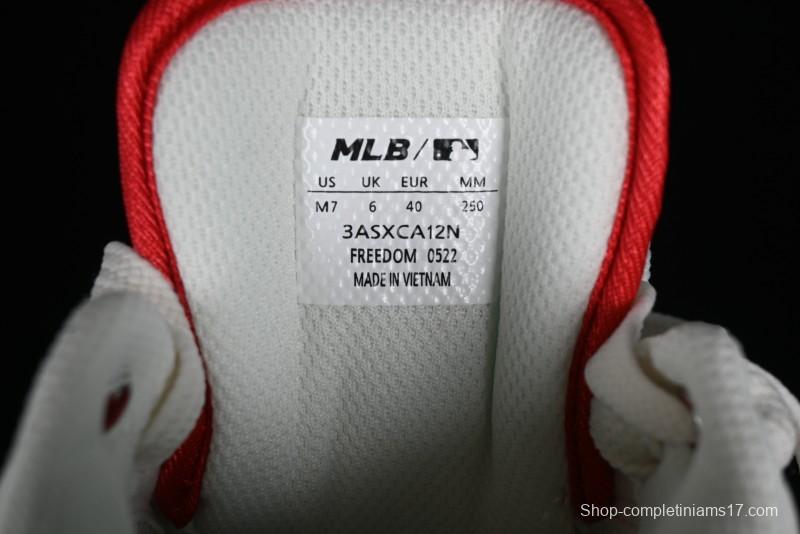 MLB/
US UK EUR MM
M7 6 40 250
3ASXCA12N
FREEDOM 0522
MADE IN VIETNAM
Shop-completiniams17.com